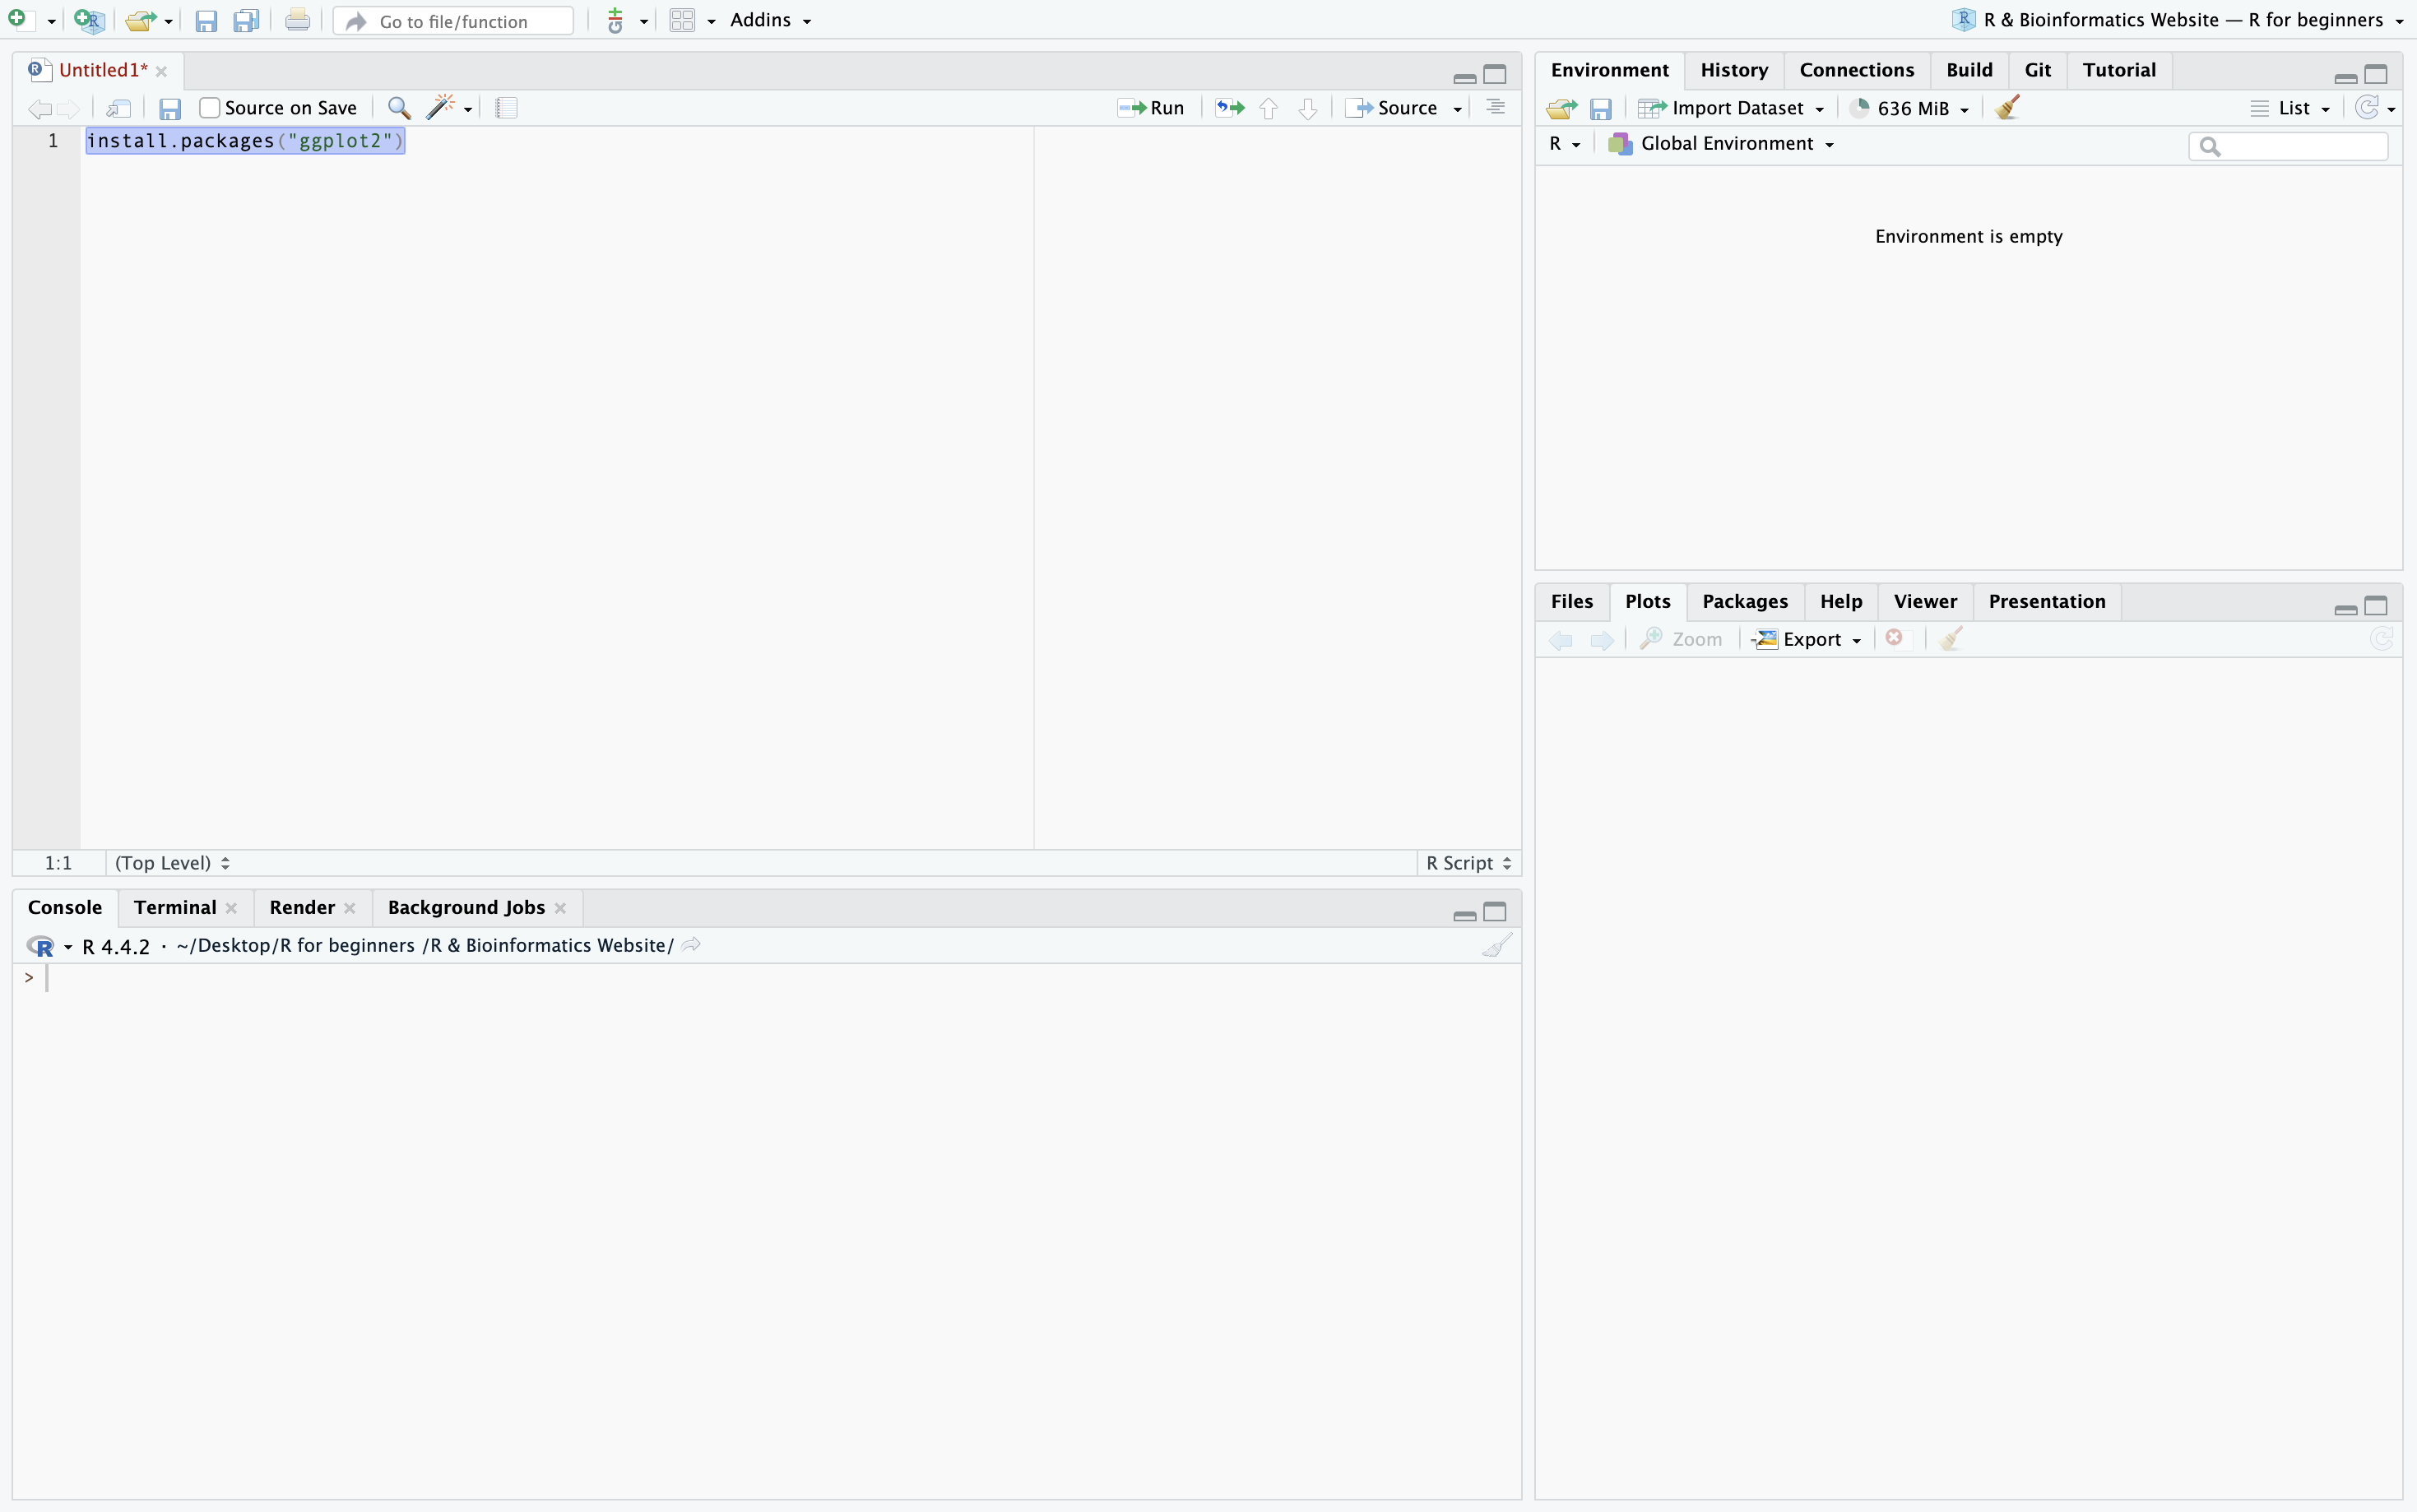 Go to file/function
Addins
R & Bioinformatics Website — R for beginners
Untitled1*
Source on Save
Run
Source
1 install.packages("ggplot2")
1:1 (Top Level)
R Script
Console Terminal Render Background Jobs
R 4.4.2 · ~/Desktop/R for beginners /R & Bioinformatics Website/
>
Environment History Connections Build Git Tutorial
Import Dataset 636 MiB List
R Global Environment
Environment is empty
Files Plots Packages Help Viewer Presentation
Zoom Export